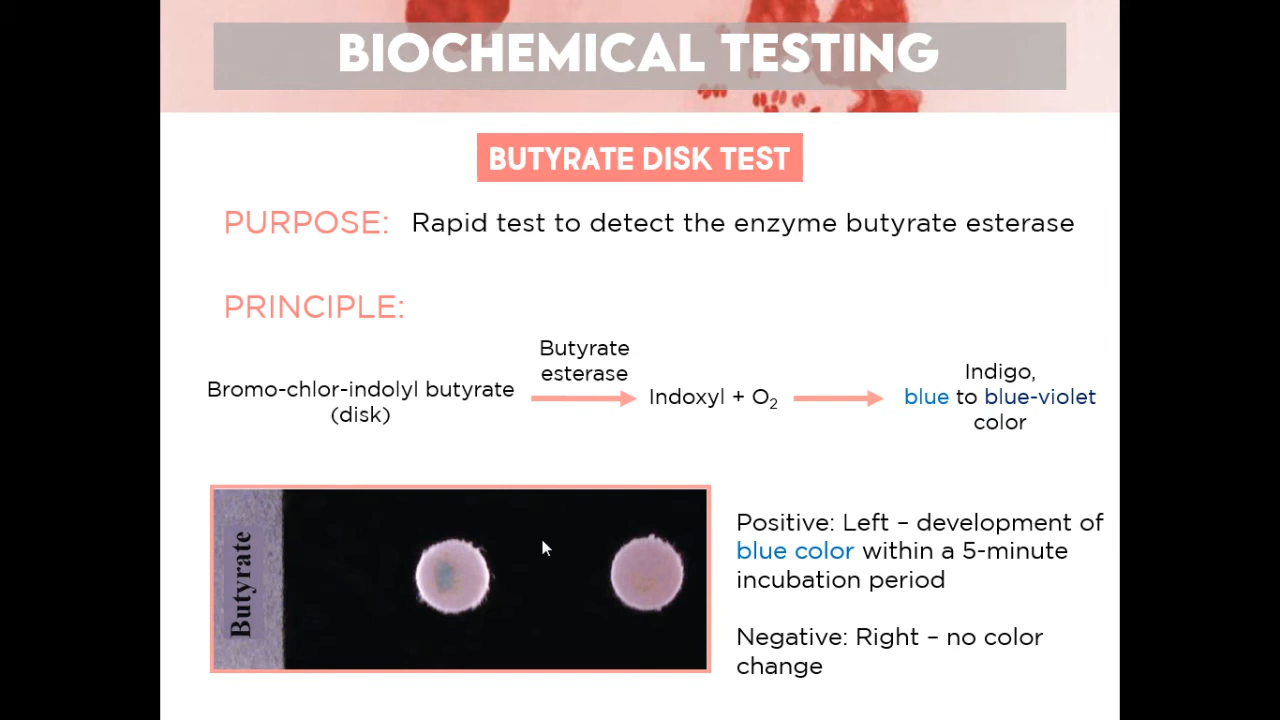 BIOCHEMICAL TESTING
BUTYRATE DISK TEST
PURPOSE: Rapid test to detect the enzyme butyrate esterase
PRINCIPLE:
Bromo-chlor-indolyl butyrate
(disk)
Butyrate
esterase
Indoxyl + O₂
Indigo,
blue to blue-violet
color
Butyrate
Positive: Left – development of
blue color within a 5-minute
incubation period
Negative: Right – no color
change